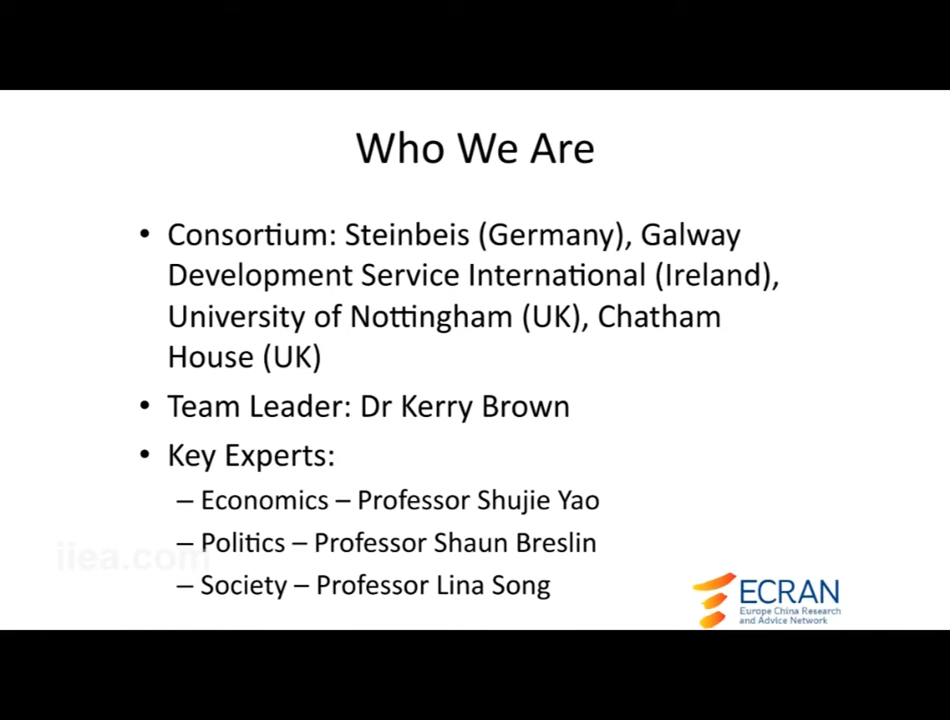 Who We Are
• Consortium: Steinbeis (Germany), Galway
Development Service International (Ireland),
University of Nottingham (UK), Chatham
House (UK)
• Team Leader: Dr Kerry Brown
• Key Experts:
– Economics – Professor Shujie Yao
– Politics – Professor Shaun Breslin
– Society – Professor Lina Song
iiea.com
ECRAN
Europe China Research
and Advice Network